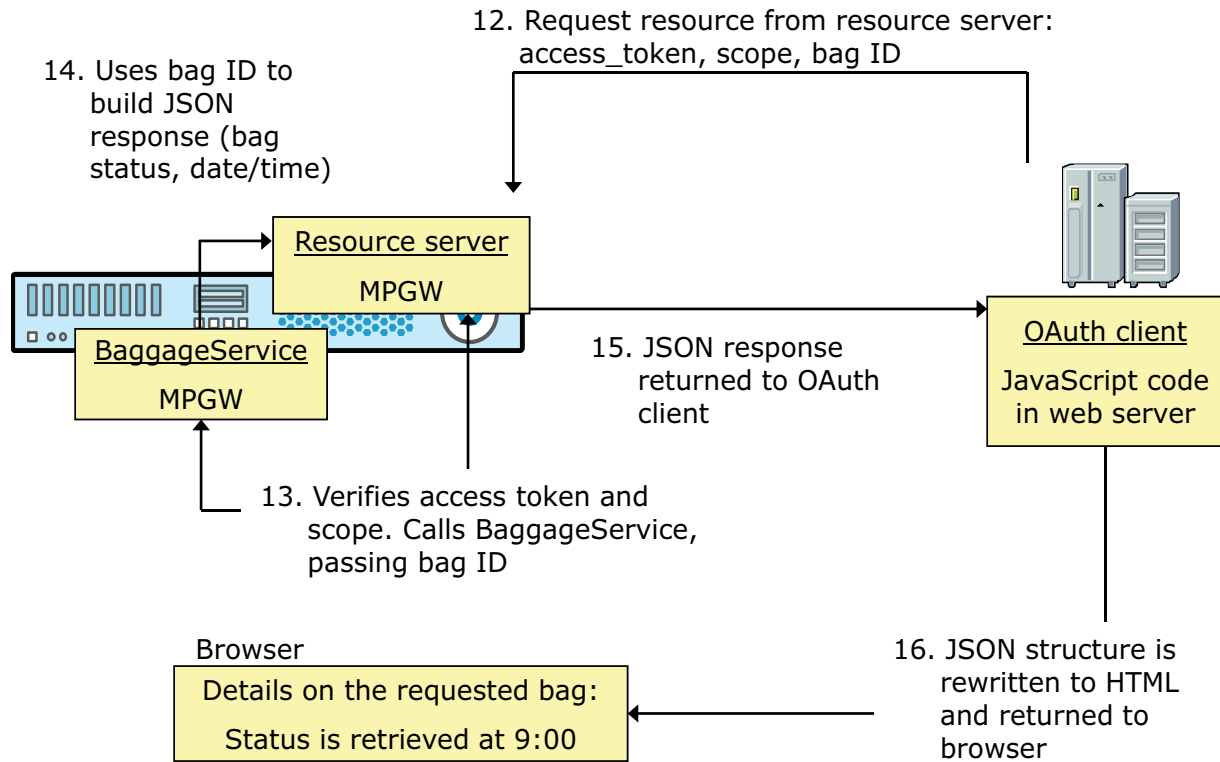 12. Request resource from resource server:
access_token, scope, bag ID
14. Uses bag ID to
build JSON
response (bag
status, date/time)
Resource server
MPGW
BaggageService
MPGW
OAuth client
JavaScript code
in web server
15. JSON response
returned to OAuth
client
13. Verifies access token and
scope. Calls BaggageService,
passing bag ID
16. JSON structure is
rewritten to HTML
and returned to
browser
Browser
Details on the requested bag:
Status is retrieved at 9:00